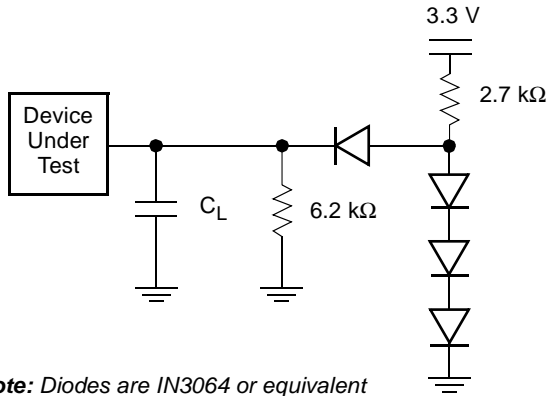 3.3 V
2.7 kΩ
Device
Under
Test
C_L
6.2 kΩ
ote: Diodes are IN3064 or equivalent